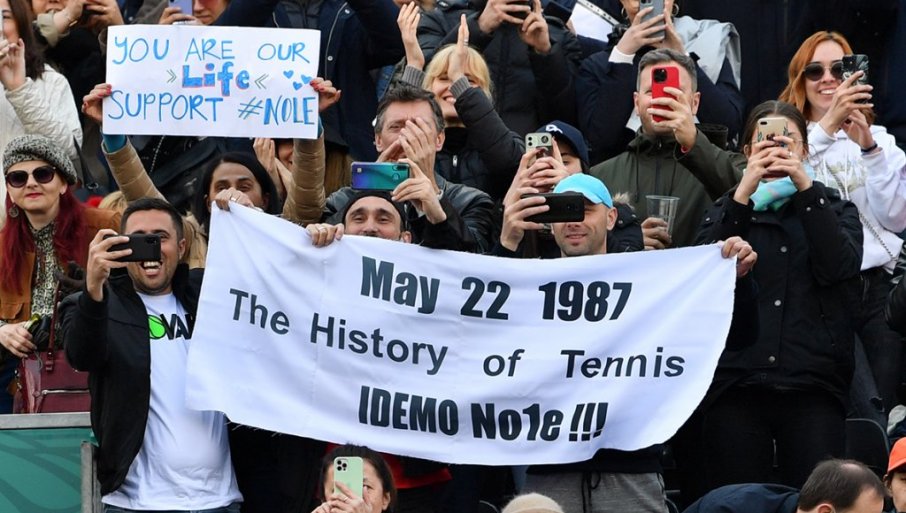 YOU ARE OUR
» Life «
SUPPORT #NOLE
May 22 1987
The History of Tennis
IDEMO No1e!!!